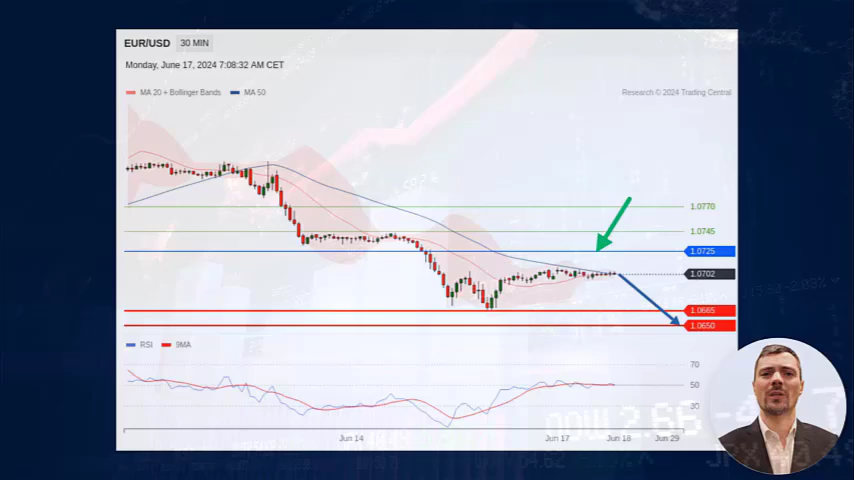 EUR/USD 30 MIN
Monday, June 17, 2024 7:08:32 AM CET
MA 20 + Bollinger Bands MA 50
Research © 2024 Trading Central
1.0770
1.0745
1.0725
1.0702
1.0665
1.0650
RSI 9MA
70
50
30
Jun 14 Jun 17 Jun 18 Jun 29